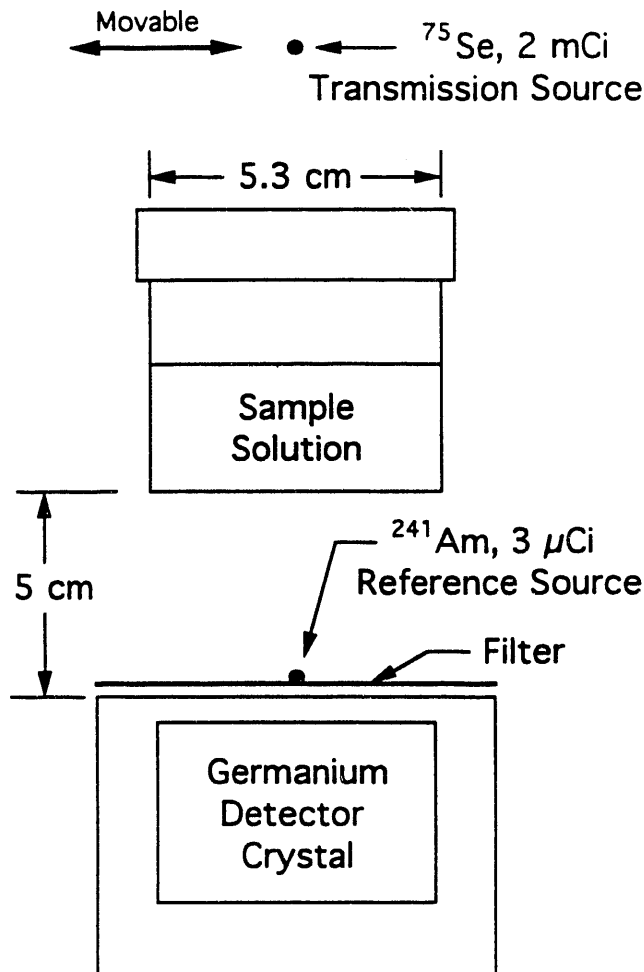 Movable
⁷⁵Se, 2 mCi
Transmission Source
5.3 cm
Sample
Solution
5 cm
²⁴¹Am, 3 µCi
Reference Source
Filter
Germanium
Detector
Crystal